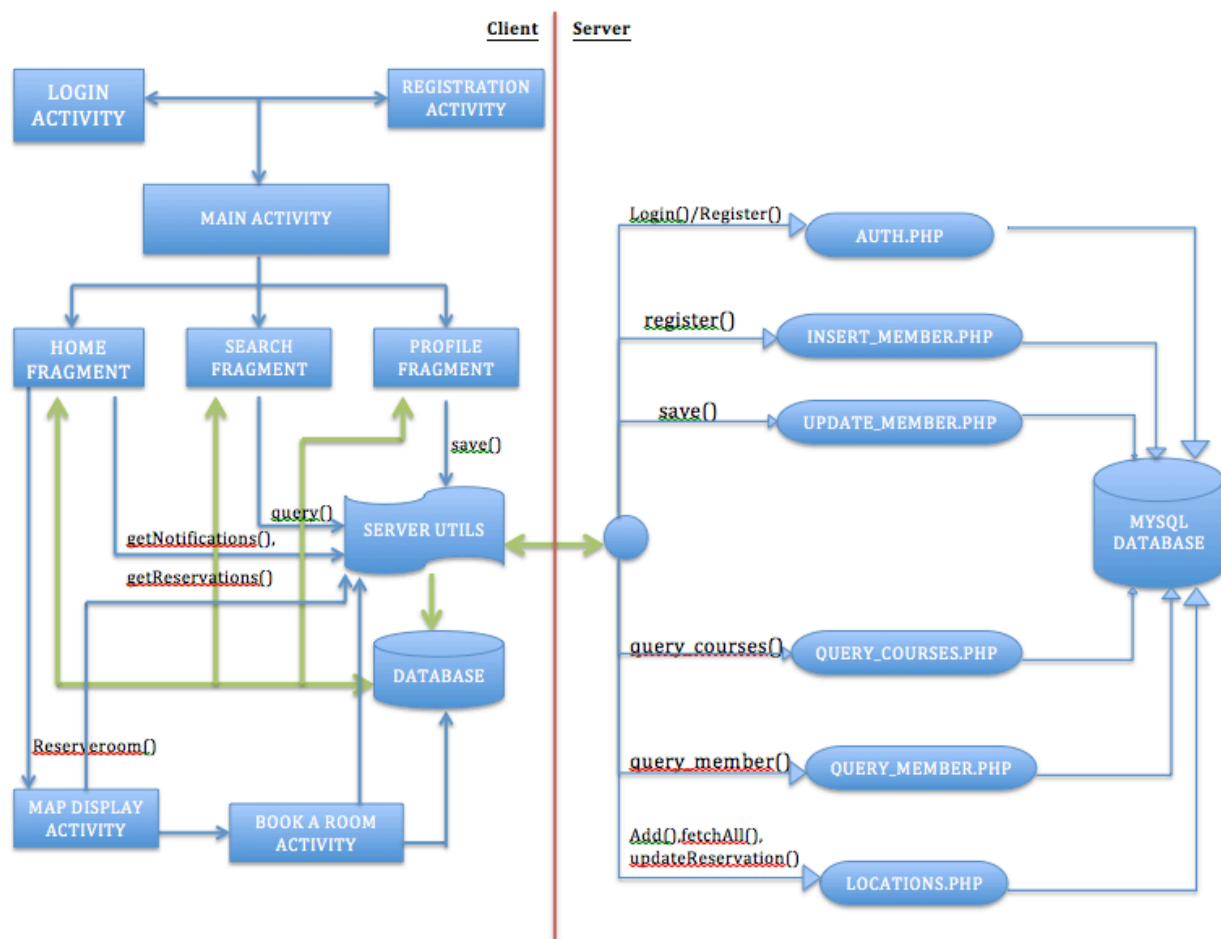 Client
Server
LOGIN
ACTIVITY
REGISTRATION
ACTIVITY
MAIN ACTIVITY
HOME
FRAGMENT
SEARCH
FRAGMENT
PROFILE
FRAGMENT
save()
query()
SERVER UTILS
getNotifications(),
getReservations()
DATABASE
Reserveroom()
MAP DISPLAY
ACTIVITY
BOOK A ROOM
ACTIVITY
Login()/Register()
AUTH.PHP
register()
INSERT_MEMBER.PHP
save()
UPDATE_MEMBER.PHP
MYSQL
DATABASE
query_courses()
QUERY_COURSES.PHP
query_member()
QUERY_MEMBER.PHP
Add(),fetchAll(),
updateReservation()
LOCATIONS.PHP